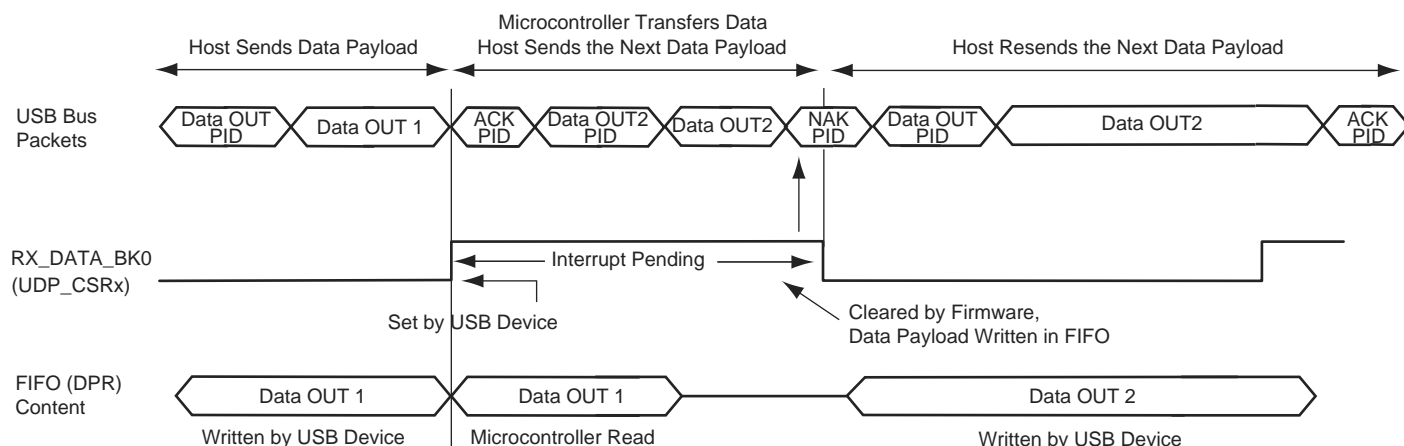 Microcontroller Transfers Data
Host Sends Data Payload
Host Sends the Next Data Payload
Host Resends the Next Data Payload
USB Bus
Packets
Data OUT
PID
Data OUT 1
ACK
PID
Data OUT2
PID
Data OUT2
NAK
PID
Data OUT
PID
Data OUT2
ACK
PID
RX_DATA_BK0
(UDP_CSRx)
Interrupt Pending
Set by USB Device
Cleared by Firmware,
Data Payload Written in FIFO
FIFO (DPR)
Content
Data OUT 1
Data OUT 1
Data OUT 2
Written by USB Device
Microcontroller Read
Written by USB Device